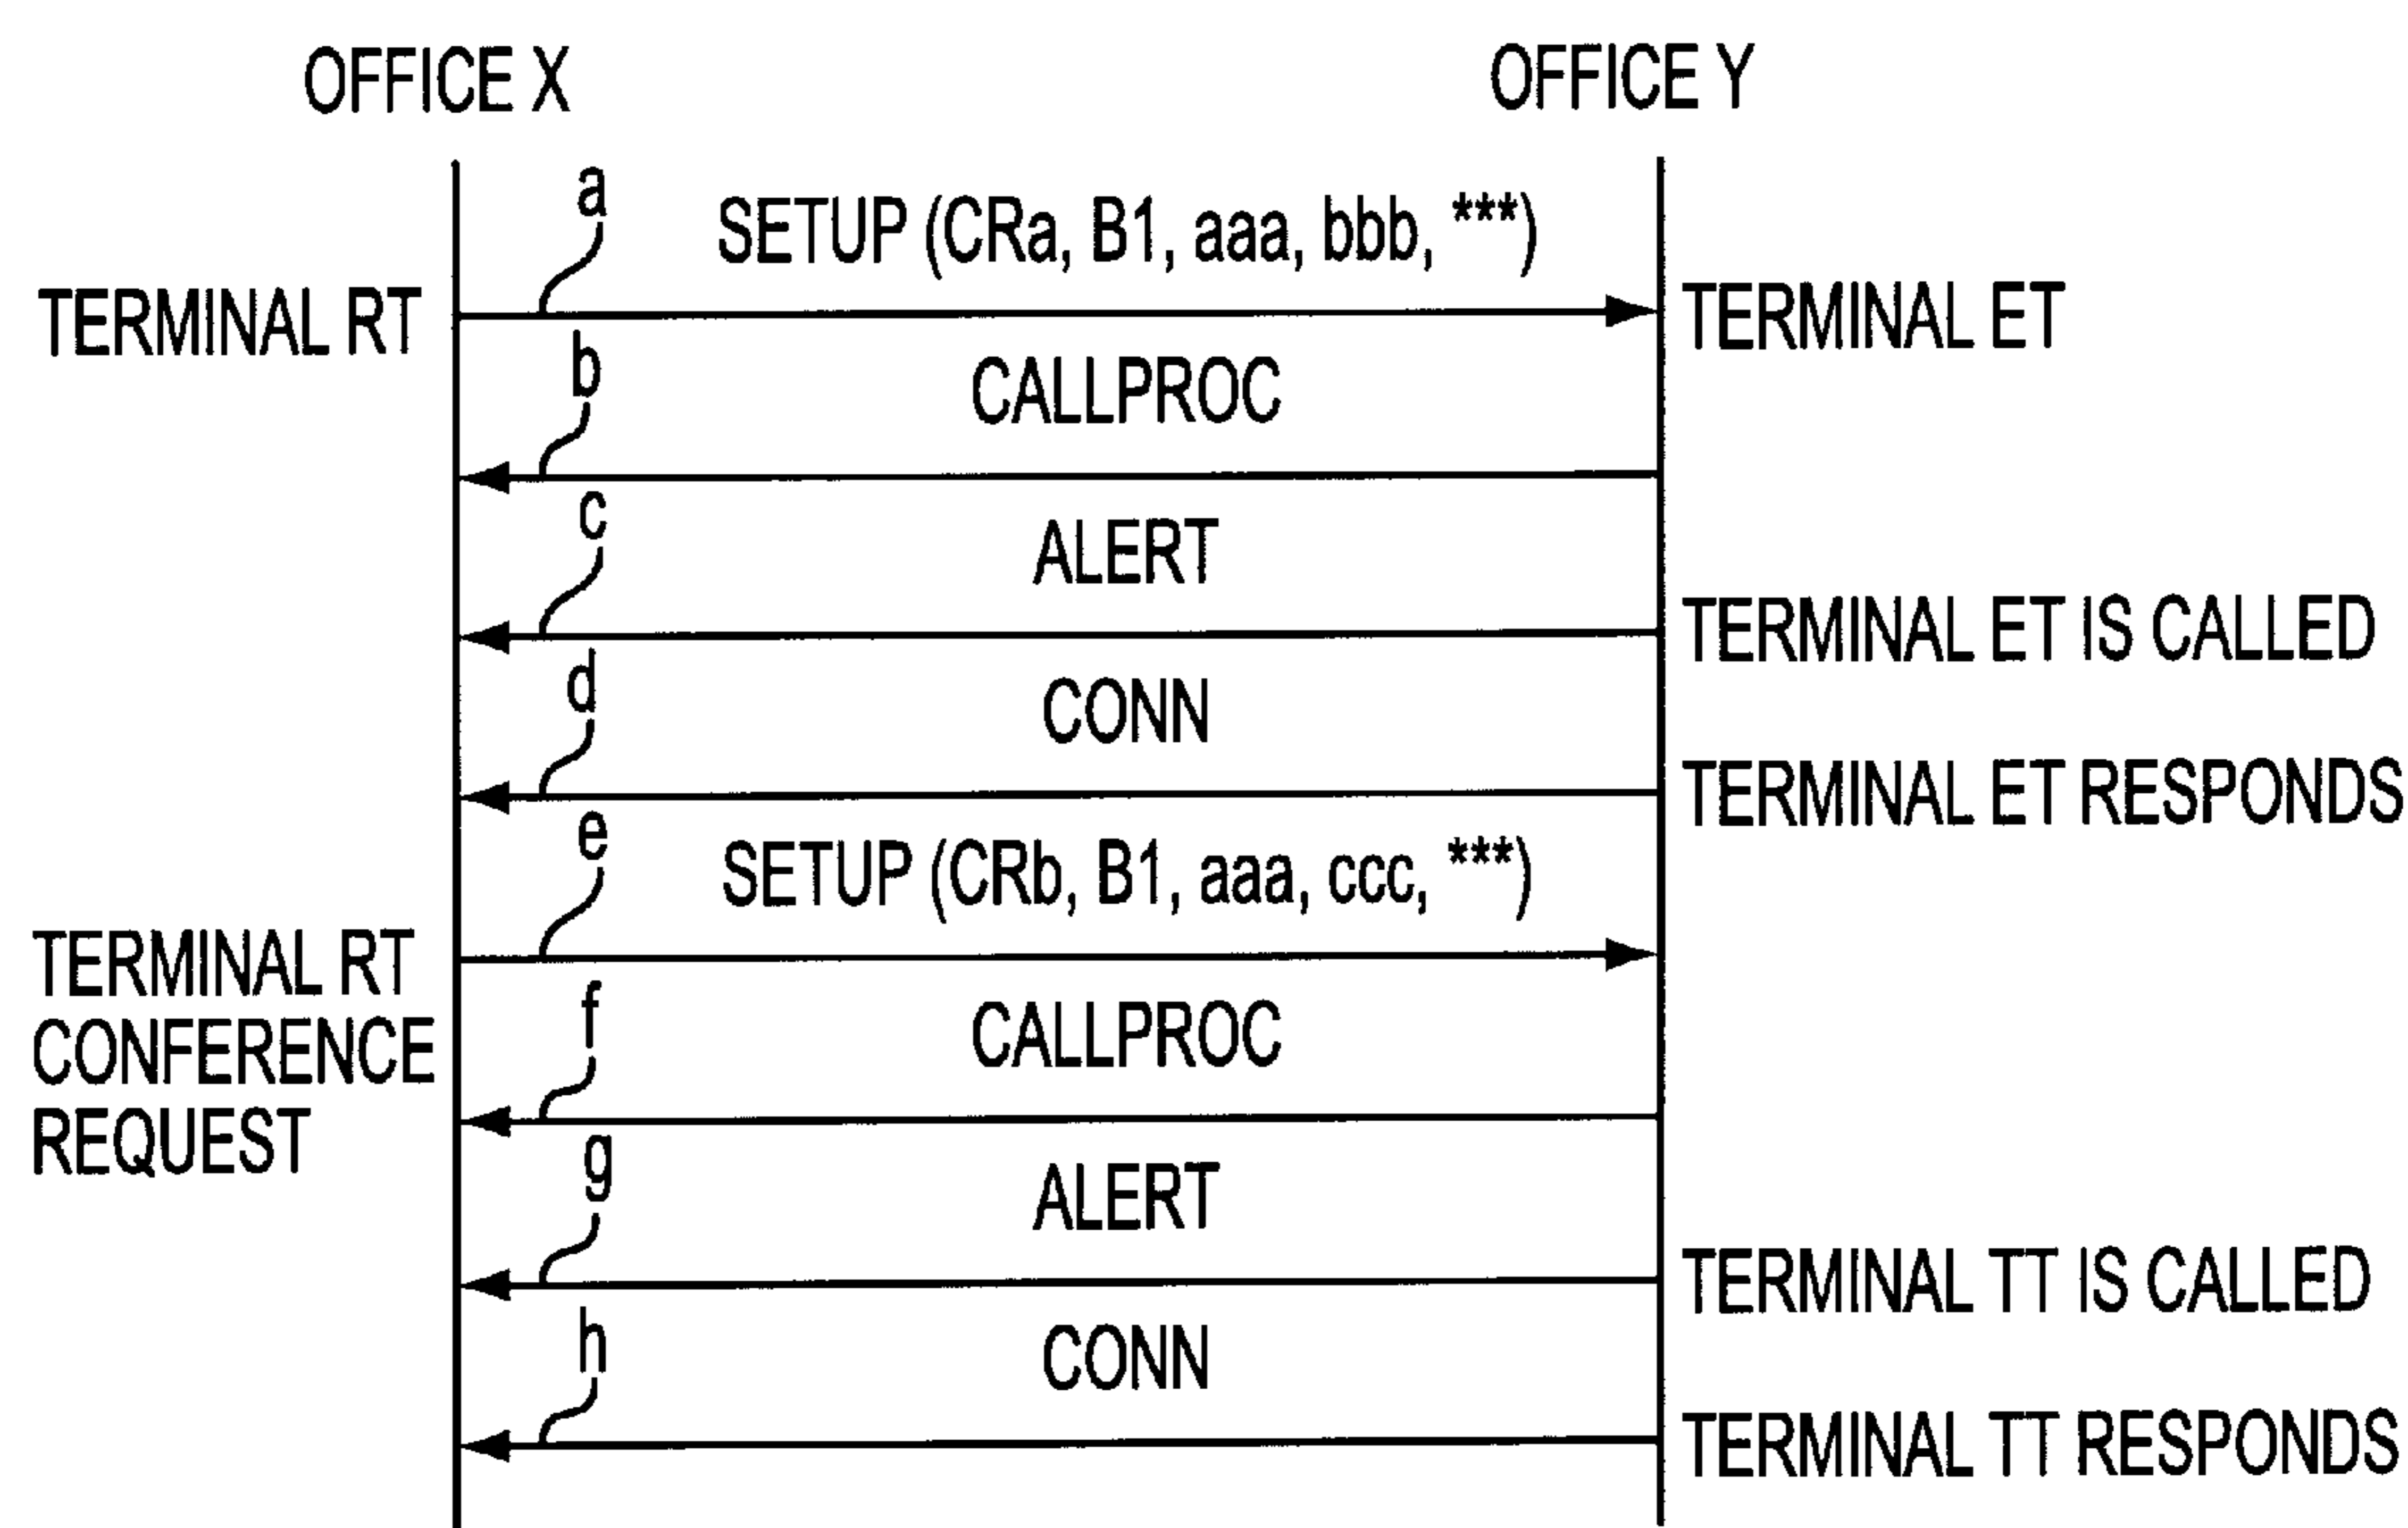 OFFICE X
OFFICE Y
a
SETUP (CRa, B1, aaa, bbb, ***)
TERMINAL RT
TERMINAL ET
b
CALLPROC
c
ALERT
TERMINAL ET IS CALLED
d
CONN
TERMINAL ET RESPONDS
e
SETUP (CRb, B1, aaa, ccc, ***)
TERMINAL RT
CONFERENCE
REQUEST
f
CALLPROC
g
ALERT
TERMINAL TT IS CALLED
h
CONN
TERMINAL TT RESPONDS